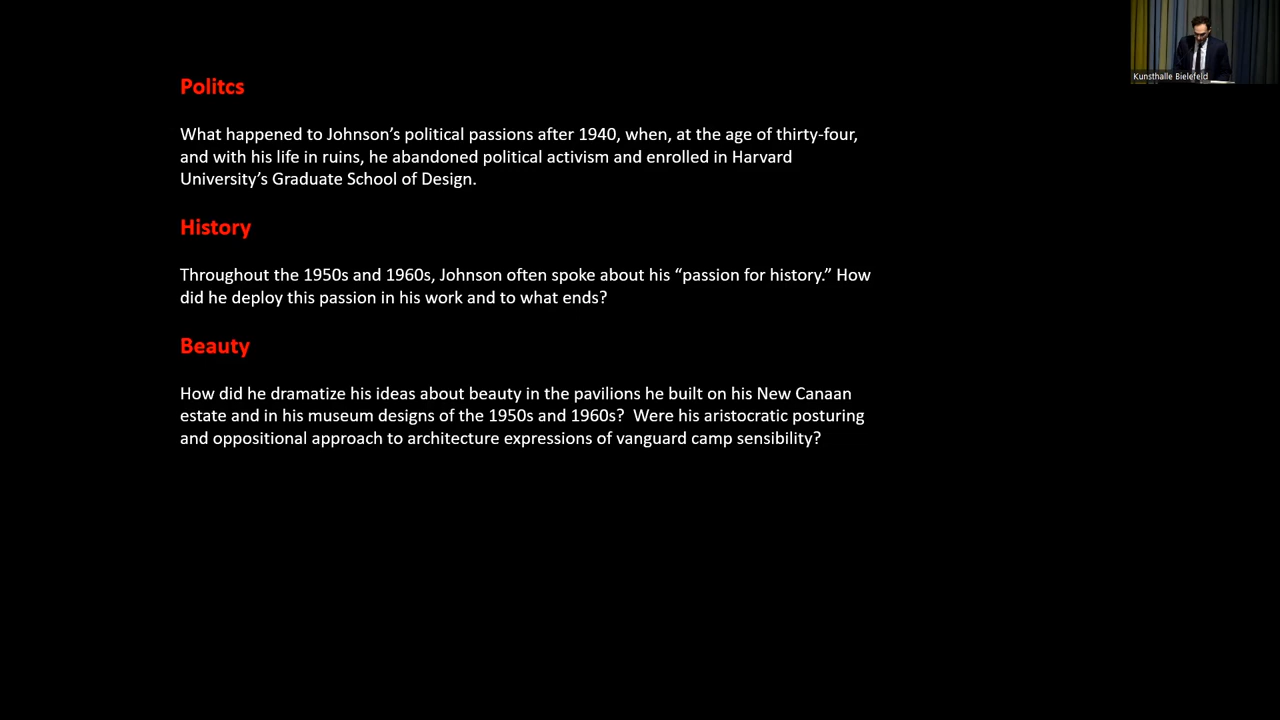 Kunsthalle Bielefeld
Politcs
What happened to Johnson’s political passions after 1940, when, at the age of thirty-four,
and with his life in ruins, he abandoned political activism and enrolled in Harvard
University’s Graduate School of Design.
History
Throughout the 1950s and 1960s, Johnson often spoke about his “passion for history.” How
did he deploy this passion in his work and to what ends?
Beauty
How did he dramatize his ideas about beauty in the pavilions he built on his New Canaan
estate and in his museum designs of the 1950s and 1960s?  Were his aristocratic posturing
and oppositional approach to architecture expressions of vanguard camp sensibility?